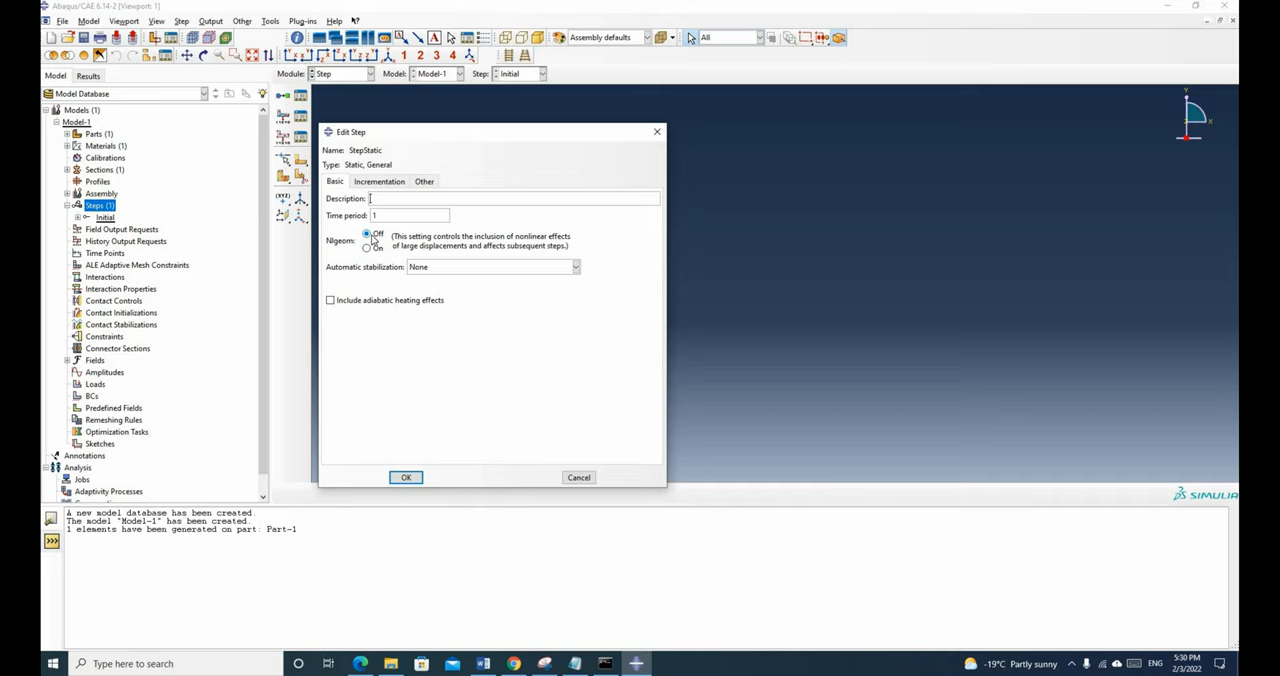 Abaqus/CAE 6.14-2 [Viewport: 1]
File Model Viewport View Step Output Other Tools Plug-ins Help
Assembly defaults
All
1 2 3 4
Model Results
Module: Step Model: Model-1 Step: Initial
Model Database
Models (1)
Model-1
Parts (1)
Materials (1)
Calibrations
Sections (1)
Profiles
Assembly
Steps (1)
Initial
Field Output Requests
History Output Requests
Time Points
ALE Adaptive Mesh Constraints
Interactions
Interaction Properties
Contact Controls
Contact Initializations
Contact Stabilizations
Constraints
Connector Sections
Fields
Amplitudes
Loads
BCs
Predefined Fields
Remeshing Rules
Optimization Tasks
Sketches
Annotations
Analysis
Jobs
Adaptivity Processes
Edit Step
Name: StepStatic
Type: Static, General
Basic Incrementation Other
Description:
Time period: 1
Nlgeom:
Off
On
(This setting controls the inclusion of nonlinear effects
of large displacements and affects subsequent steps.)
Automatic stabilization: None
Include adiabatic heating effects
OK Cancel
Y
X
SIMULIA
A new model database has been created.
The model "Model-1" has been created.
1 elements have been generated on part: Part-1
Type here to search
-19°C Partly sunny
ENG
5:30 PM
2/3/2022